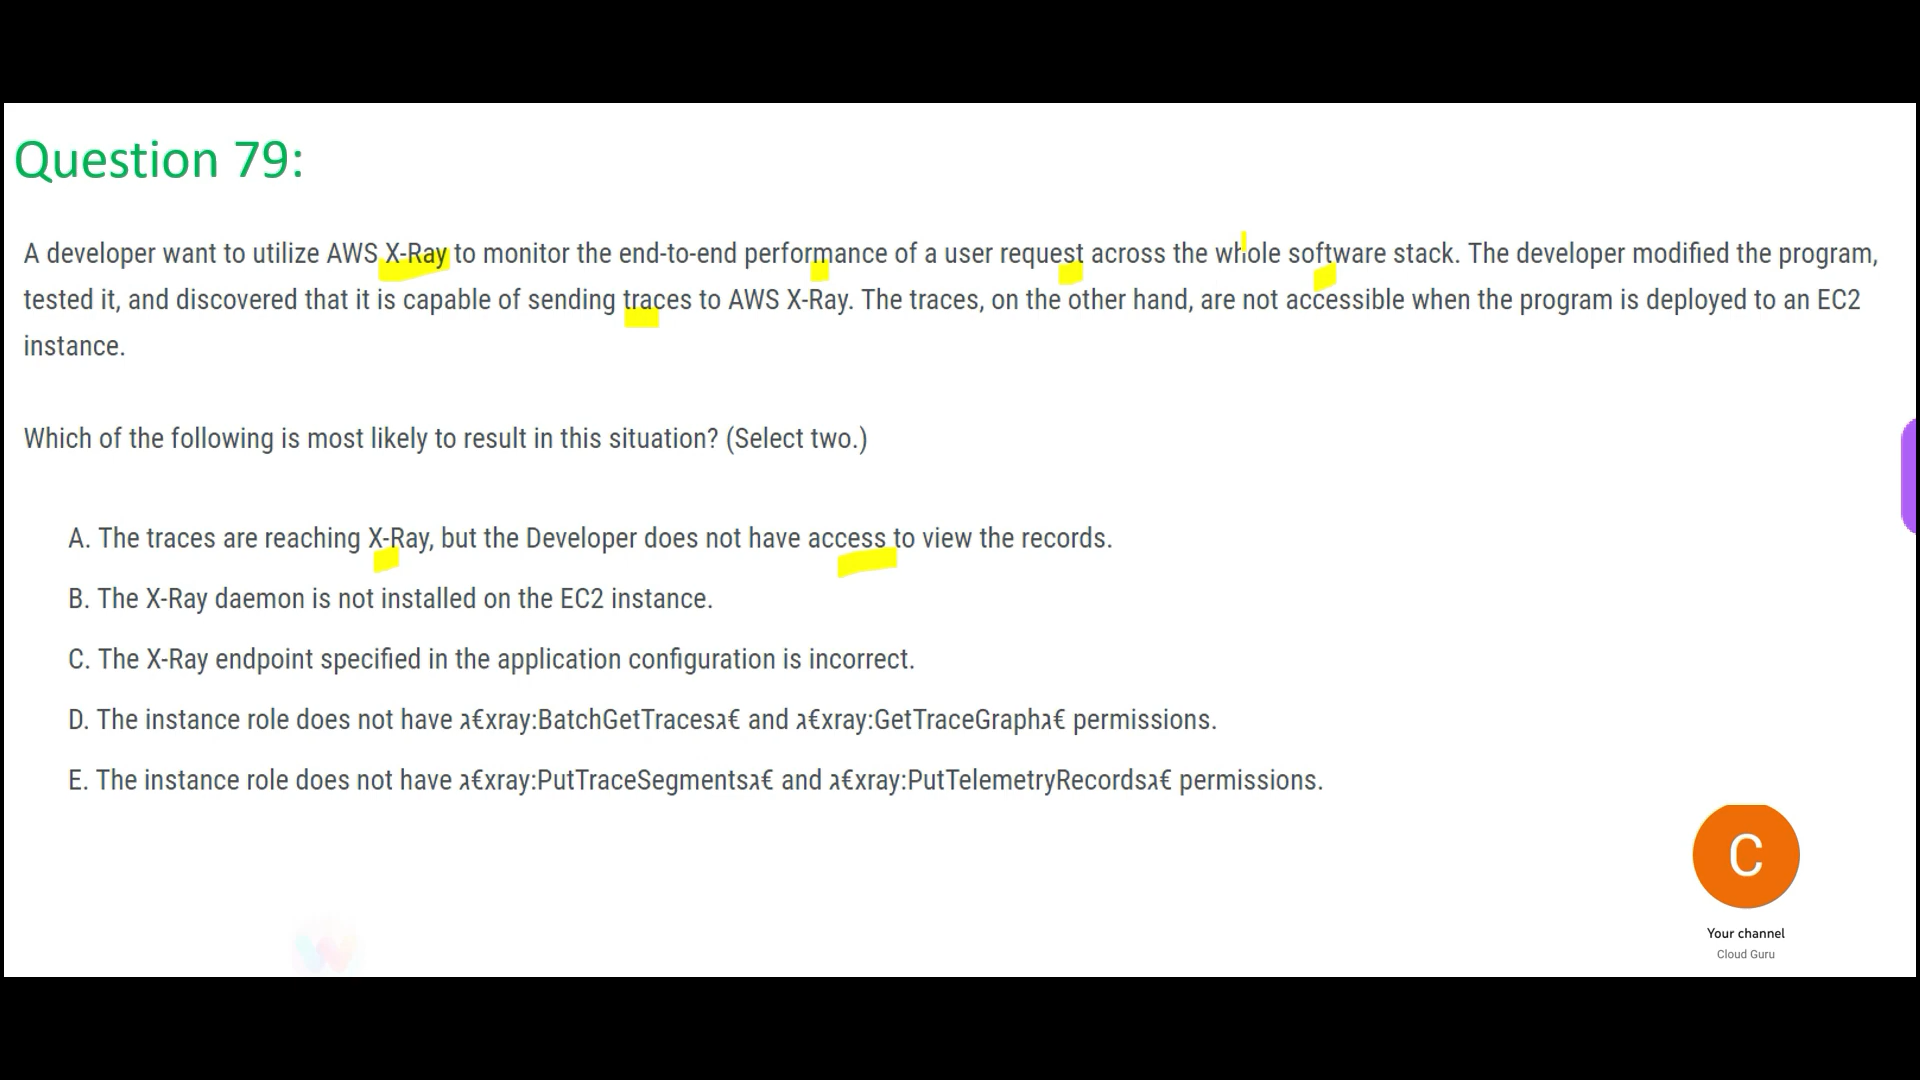 Question 79:
A developer want to utilize AWS X-Ray to monitor the end-to-end performance of a user request across the whole software stack. The developer modified the program,
tested it, and discovered that it is capable of sending traces to AWS X-Ray. The traces, on the other hand, are not accessible when the program is deployed to an EC2
instance.
Which of the following is most likely to result in this situation? (Select two.)
A. The traces are reaching X-Ray, but the Developer does not have access to view the records.
B. The X-Ray daemon is not installed on the EC2 instance.
C. The X-Ray endpoint specified in the application configuration is incorrect.
D. The instance role does not have ג€xray:BatchGetTracesג€ and ג€xray:GetTraceGraphג€ permissions.
E. The instance role does not have ג€xray:PutTraceSegmentsג€ and ג€xray:PutTelemetryRecordsג€ permissions.
C
Your channel
Cloud Guru